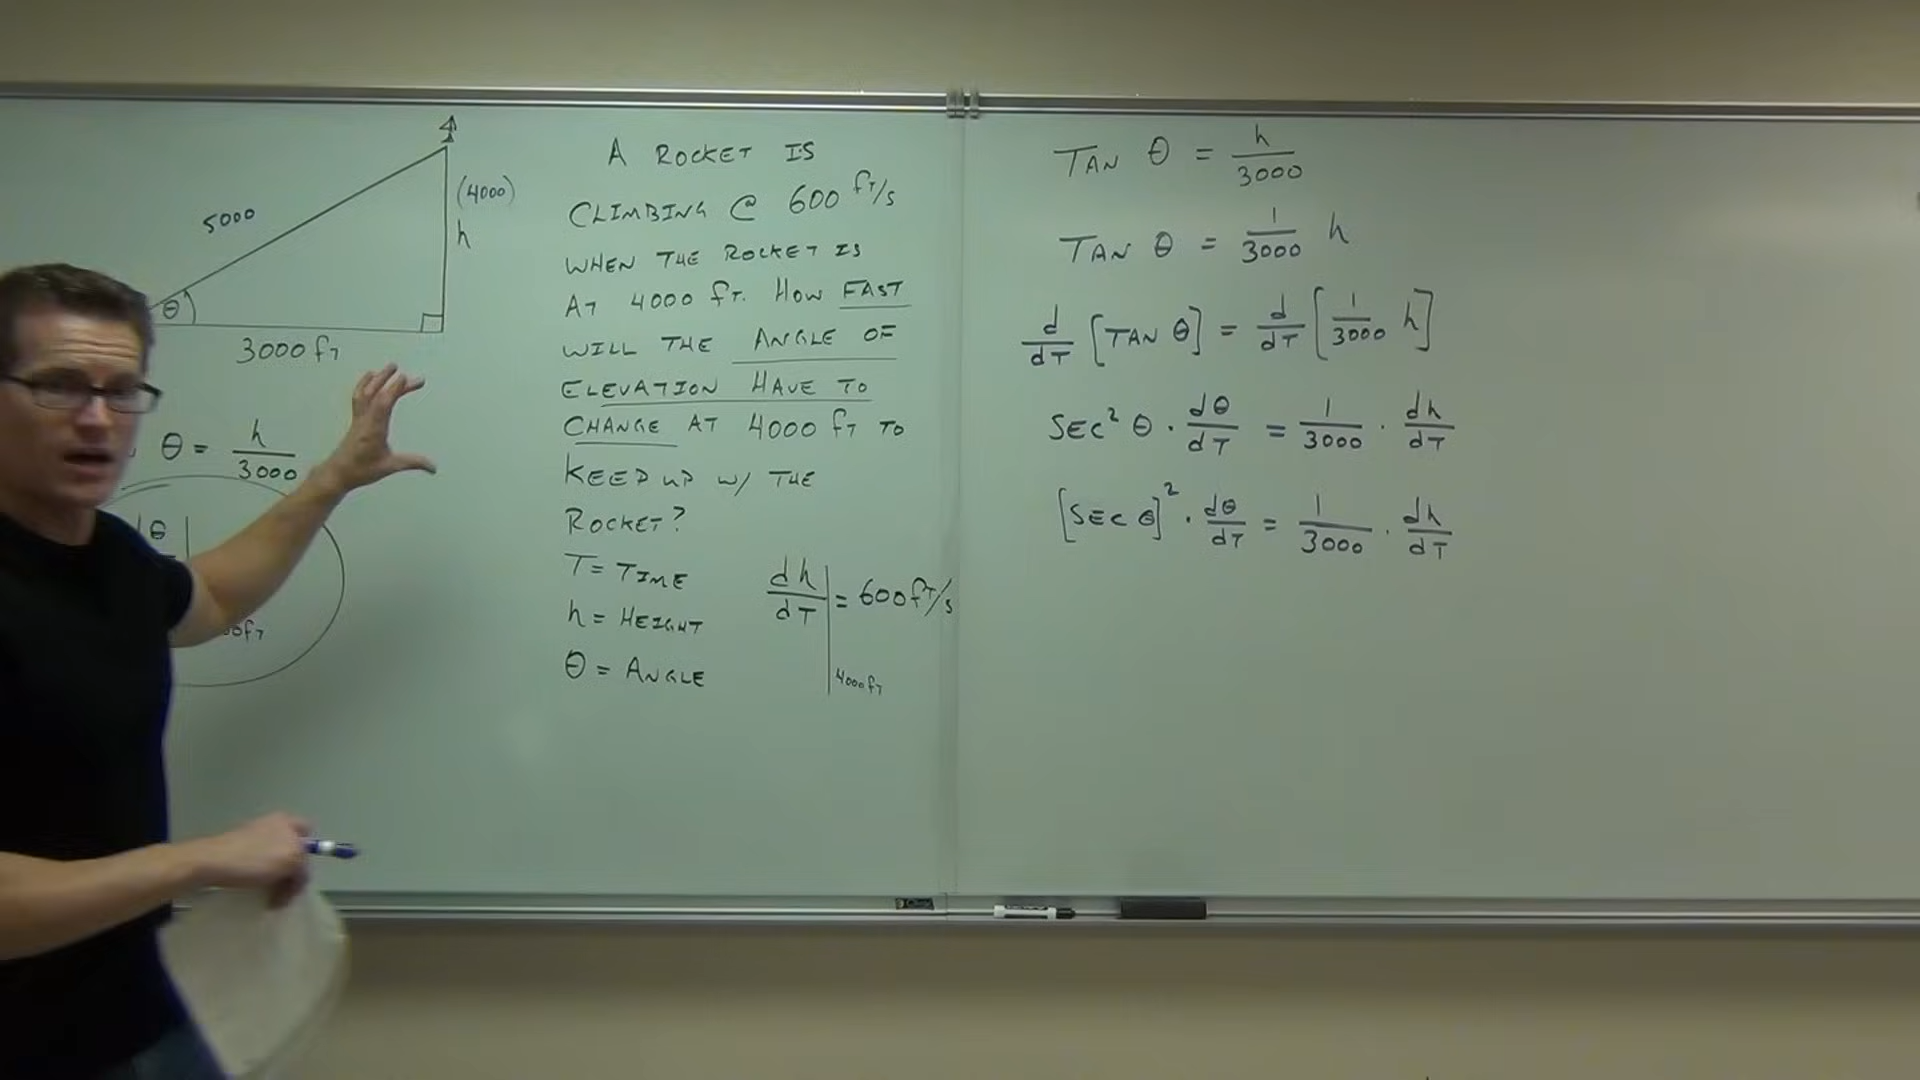 5000
(4000)
h
θ
3000 fT
θ = h/3000
dθ
0fT
A ROCKET IS
CLIMBING @ 600 fT/s
WHEN THE ROCKET IS
AT 4000 fT. HOW FAST
WILL THE ANGLE OF
ELEVATION HAVE TO
CHANGE AT 4000 fT TO
KEEP UP W/ THE
ROCKET?
T = TIME
h = HEIGHT
θ = ANGLE
dh/dT | = 600 fT/s
4000 fT
TAN θ = h/3000
TAN θ = 1/3000 h
d/dT [TAN θ] = d/dT [1/3000 h]
SEC² θ · dθ/dT = 1/3000 · dh/dT
[SEC θ]² · dθ/dT = 1/3000 · dh/dT